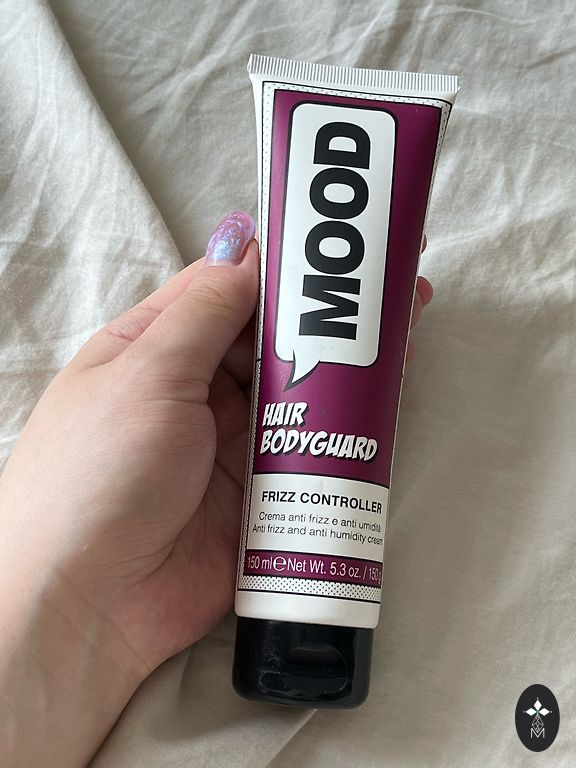 MOOD
HAIR
BODYGUARD
FRIZZ CONTROLLER
Crema anti frizz e anti umidità
Anti frizz and anti humidity cream
150 ml ℮ Net Wt. 5.3 oz. / 150 g
M